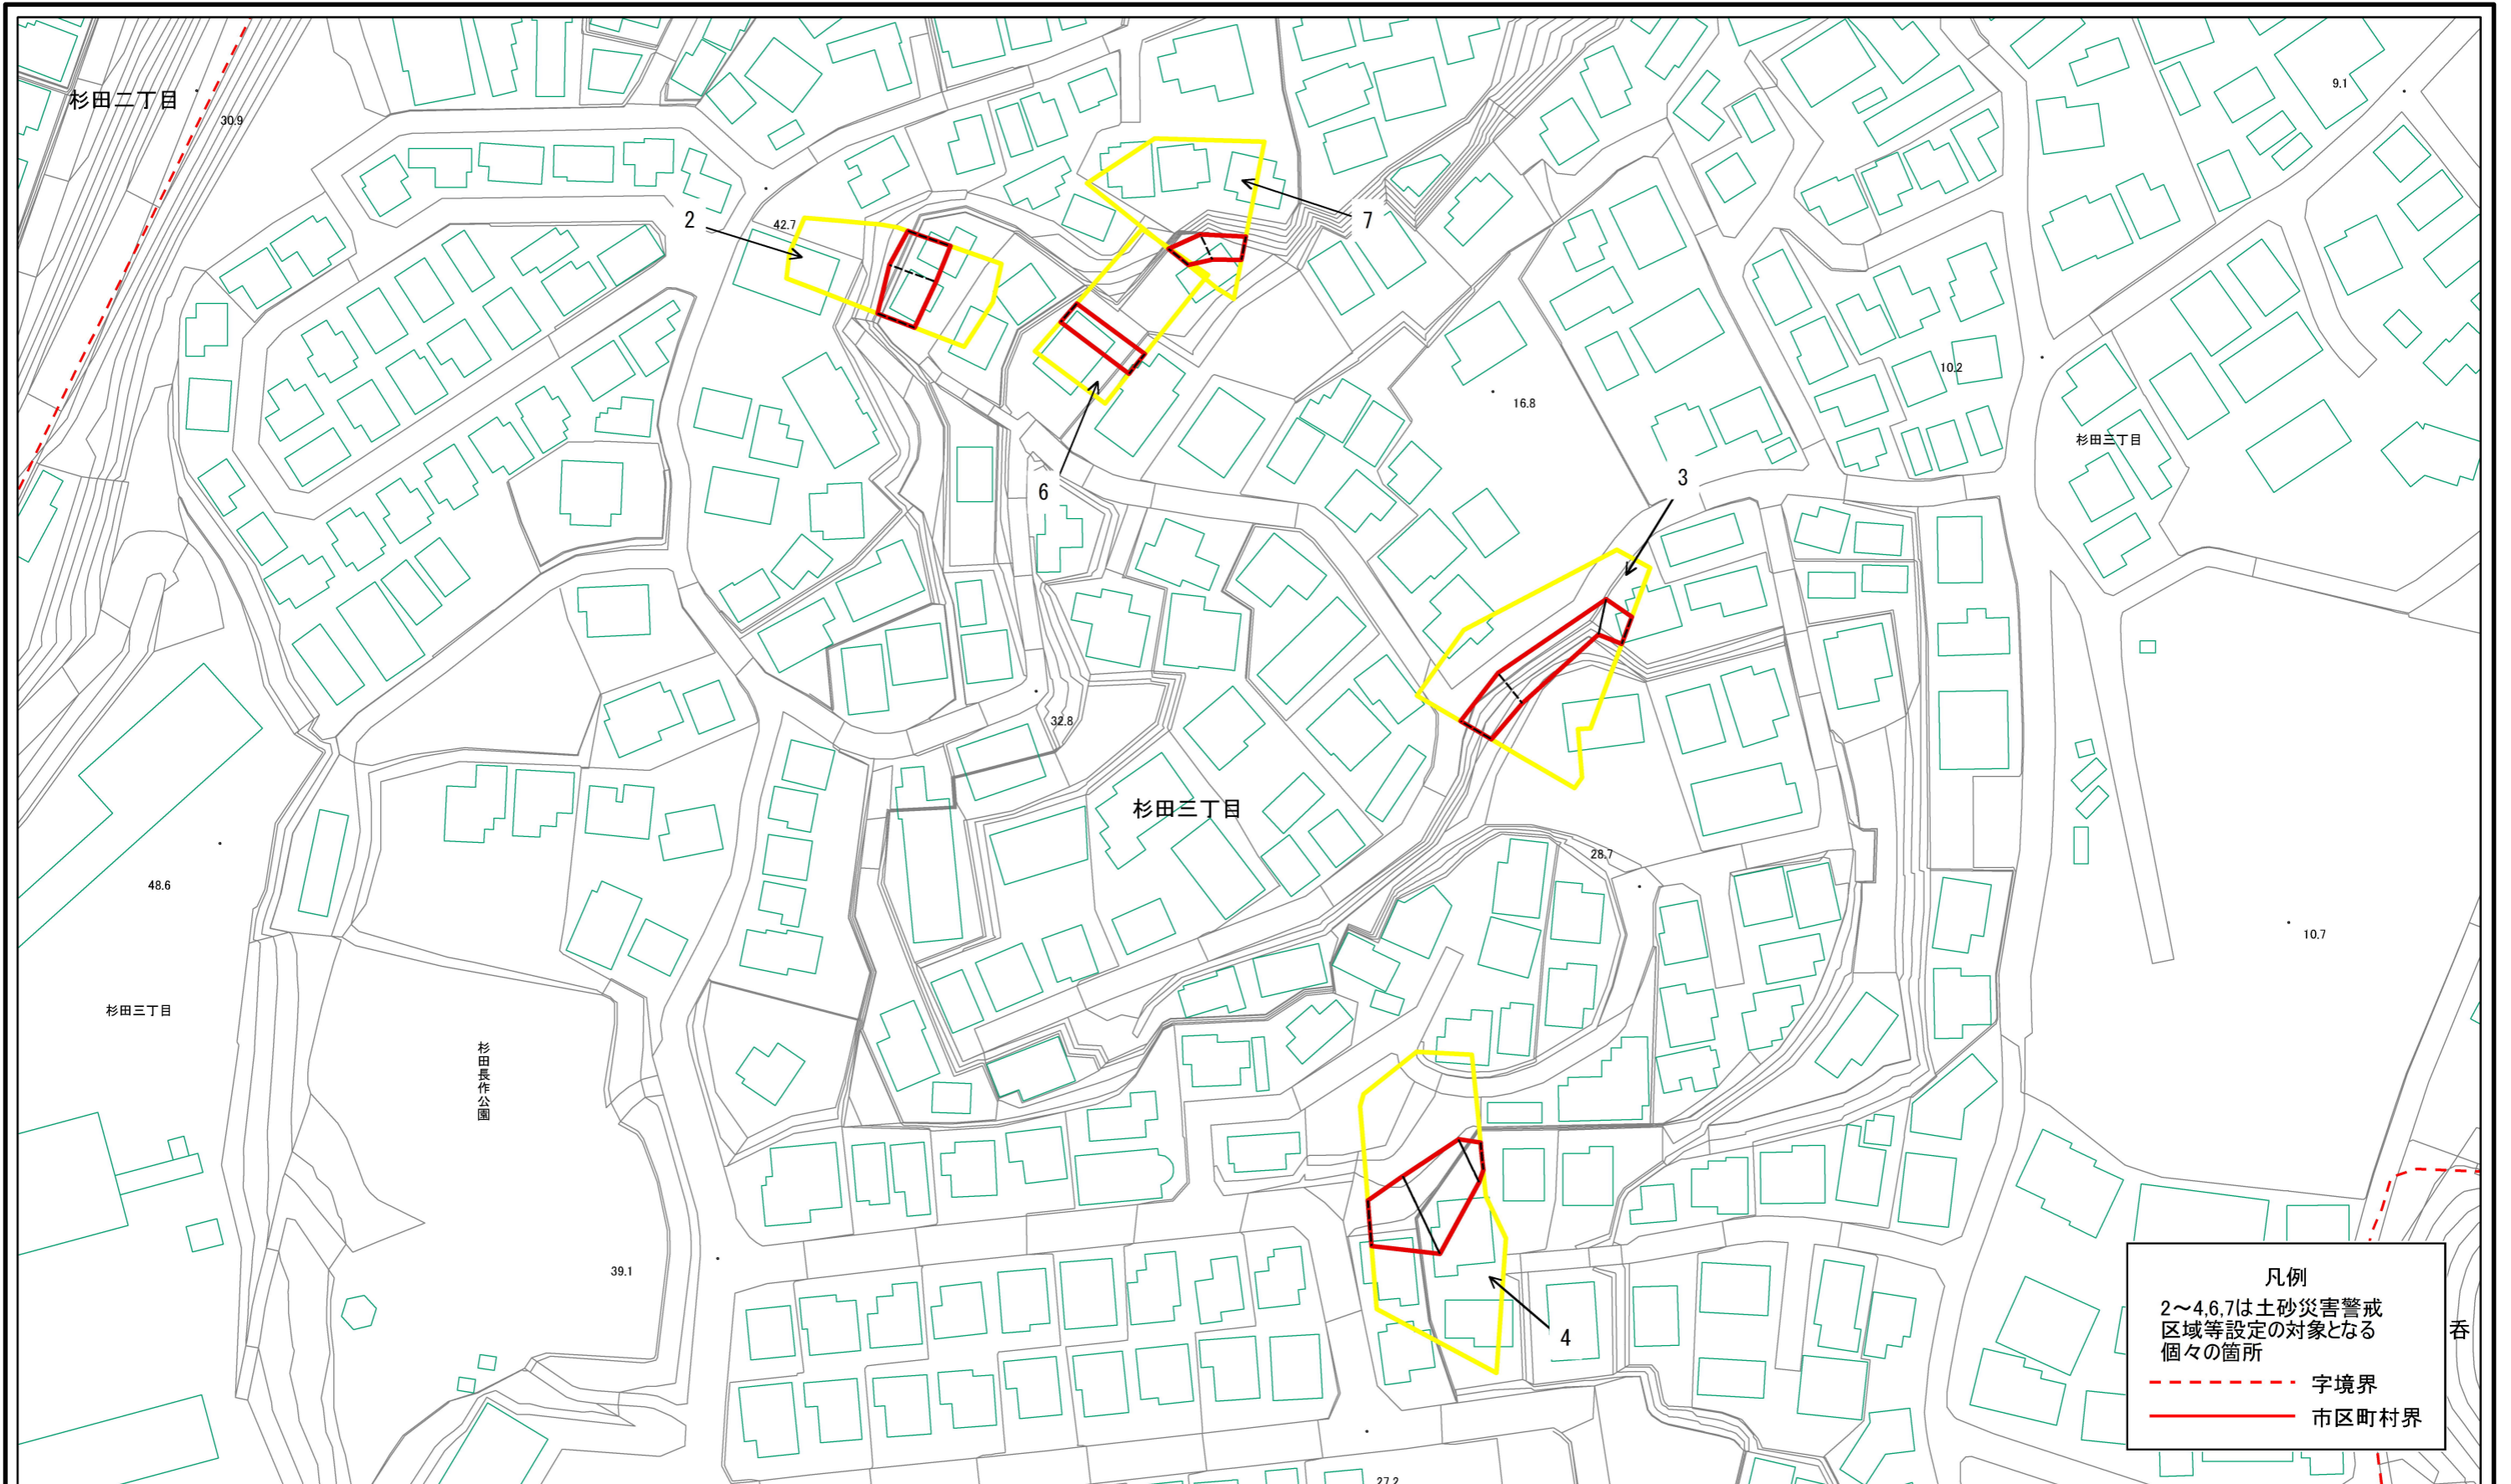 杉田二丁目
30.9
9.1
42.7
2
7
10.2
16.8
杉田三丁目
3
6
32.8
杉田三丁目
28.7
48.6
10.7
杉田三丁目
杉田長作公園
39.1
4
27.2
呑
凡例
2～4,6,7は土砂災害警戒
区域等設定の対象となる
個々の箇所
字境界
市区町村界